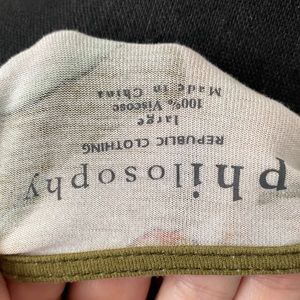 philosophy
REPUBLIC CLOTHING
large
100% Viscose
Made in China